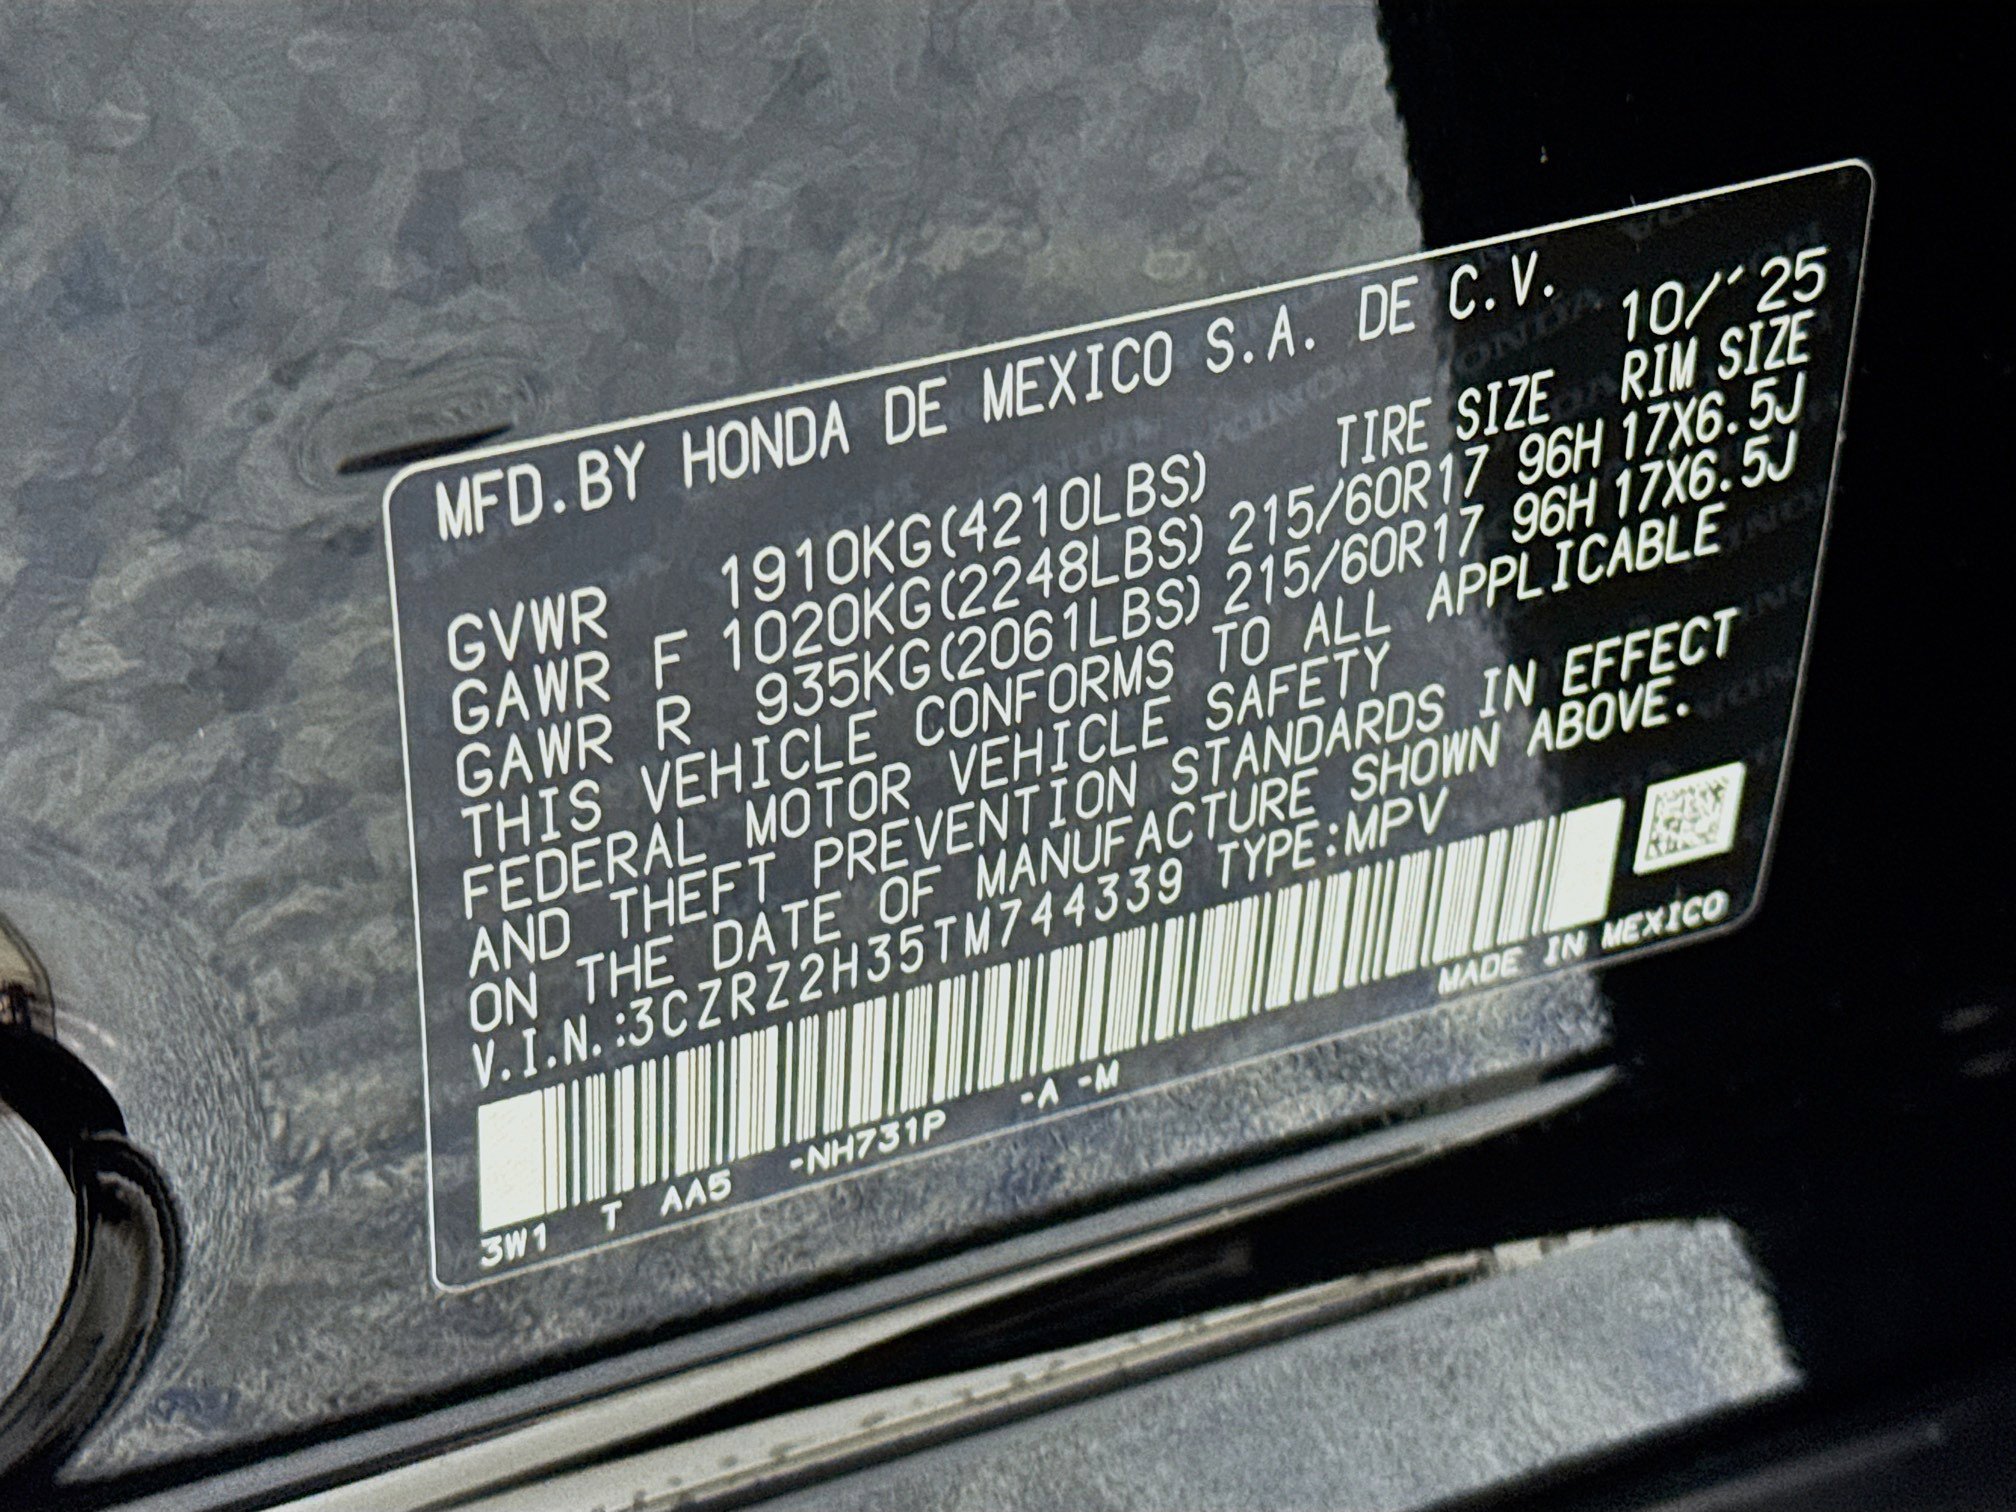 MFD.BY HONDA DE MEXICO S.A. DE C.V. 10/'25
TIRE SIZE RIM SIZE
GVWR 1910KG(4210LBS)
GAWR F 1020KG(2248LBS) 215/60R17 96H 17X6.5J
GAWR R 935KG(2061LBS) 215/60R17 96H 17X6.5J
THIS VEHICLE CONFORMS TO ALL APPLICABLE
FEDERAL MOTOR VEHICLE SAFETY
AND THEFT PREVENTION STANDARDS IN EFFECT
ON THE DATE OF MANUFACTURE SHOWN ABOVE.
V.I.N.:3CZRZ2H35TM744339 TYPE:MPV
MADE IN MEXICO
3W1 T AA5 -NH731P -A -M